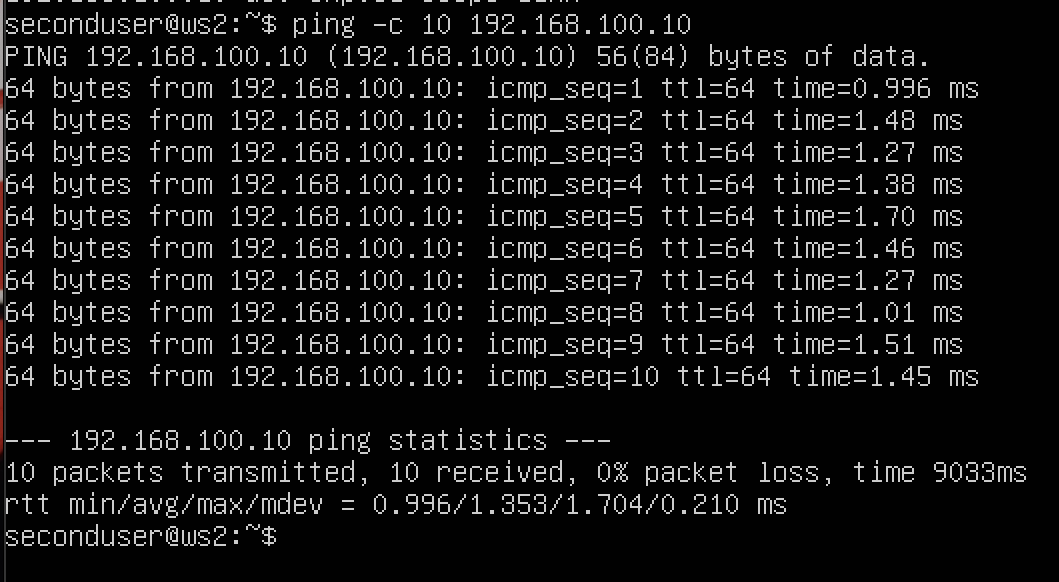 seconduser@ws2:~$ ping -c 10 192.168.100.10
PING 192.168.100.10 (192.168.100.10) 56(84) bytes of data.
64 bytes from 192.168.100.10: icmp_seq=1 ttl=64 time=0.996 ms
64 bytes from 192.168.100.10: icmp_seq=2 ttl=64 time=1.48 ms
64 bytes from 192.168.100.10: icmp_seq=3 ttl=64 time=1.27 ms
64 bytes from 192.168.100.10: icmp_seq=4 ttl=64 time=1.38 ms
64 bytes from 192.168.100.10: icmp_seq=5 ttl=64 time=1.70 ms
64 bytes from 192.168.100.10: icmp_seq=6 ttl=64 time=1.46 ms
64 bytes from 192.168.100.10: icmp_seq=7 ttl=64 time=1.27 ms
64 bytes from 192.168.100.10: icmp_seq=8 ttl=64 time=1.01 ms
64 bytes from 192.168.100.10: icmp_seq=9 ttl=64 time=1.51 ms
64 bytes from 192.168.100.10: icmp_seq=10 ttl=64 time=1.45 ms
--- 192.168.100.10 ping statistics ---
10 packets transmitted, 10 received, 0% packet loss, time 9033ms
rtt min/avg/max/mdev = 0.996/1.353/1.704/0.210 ms
seconduser@ws2:~$